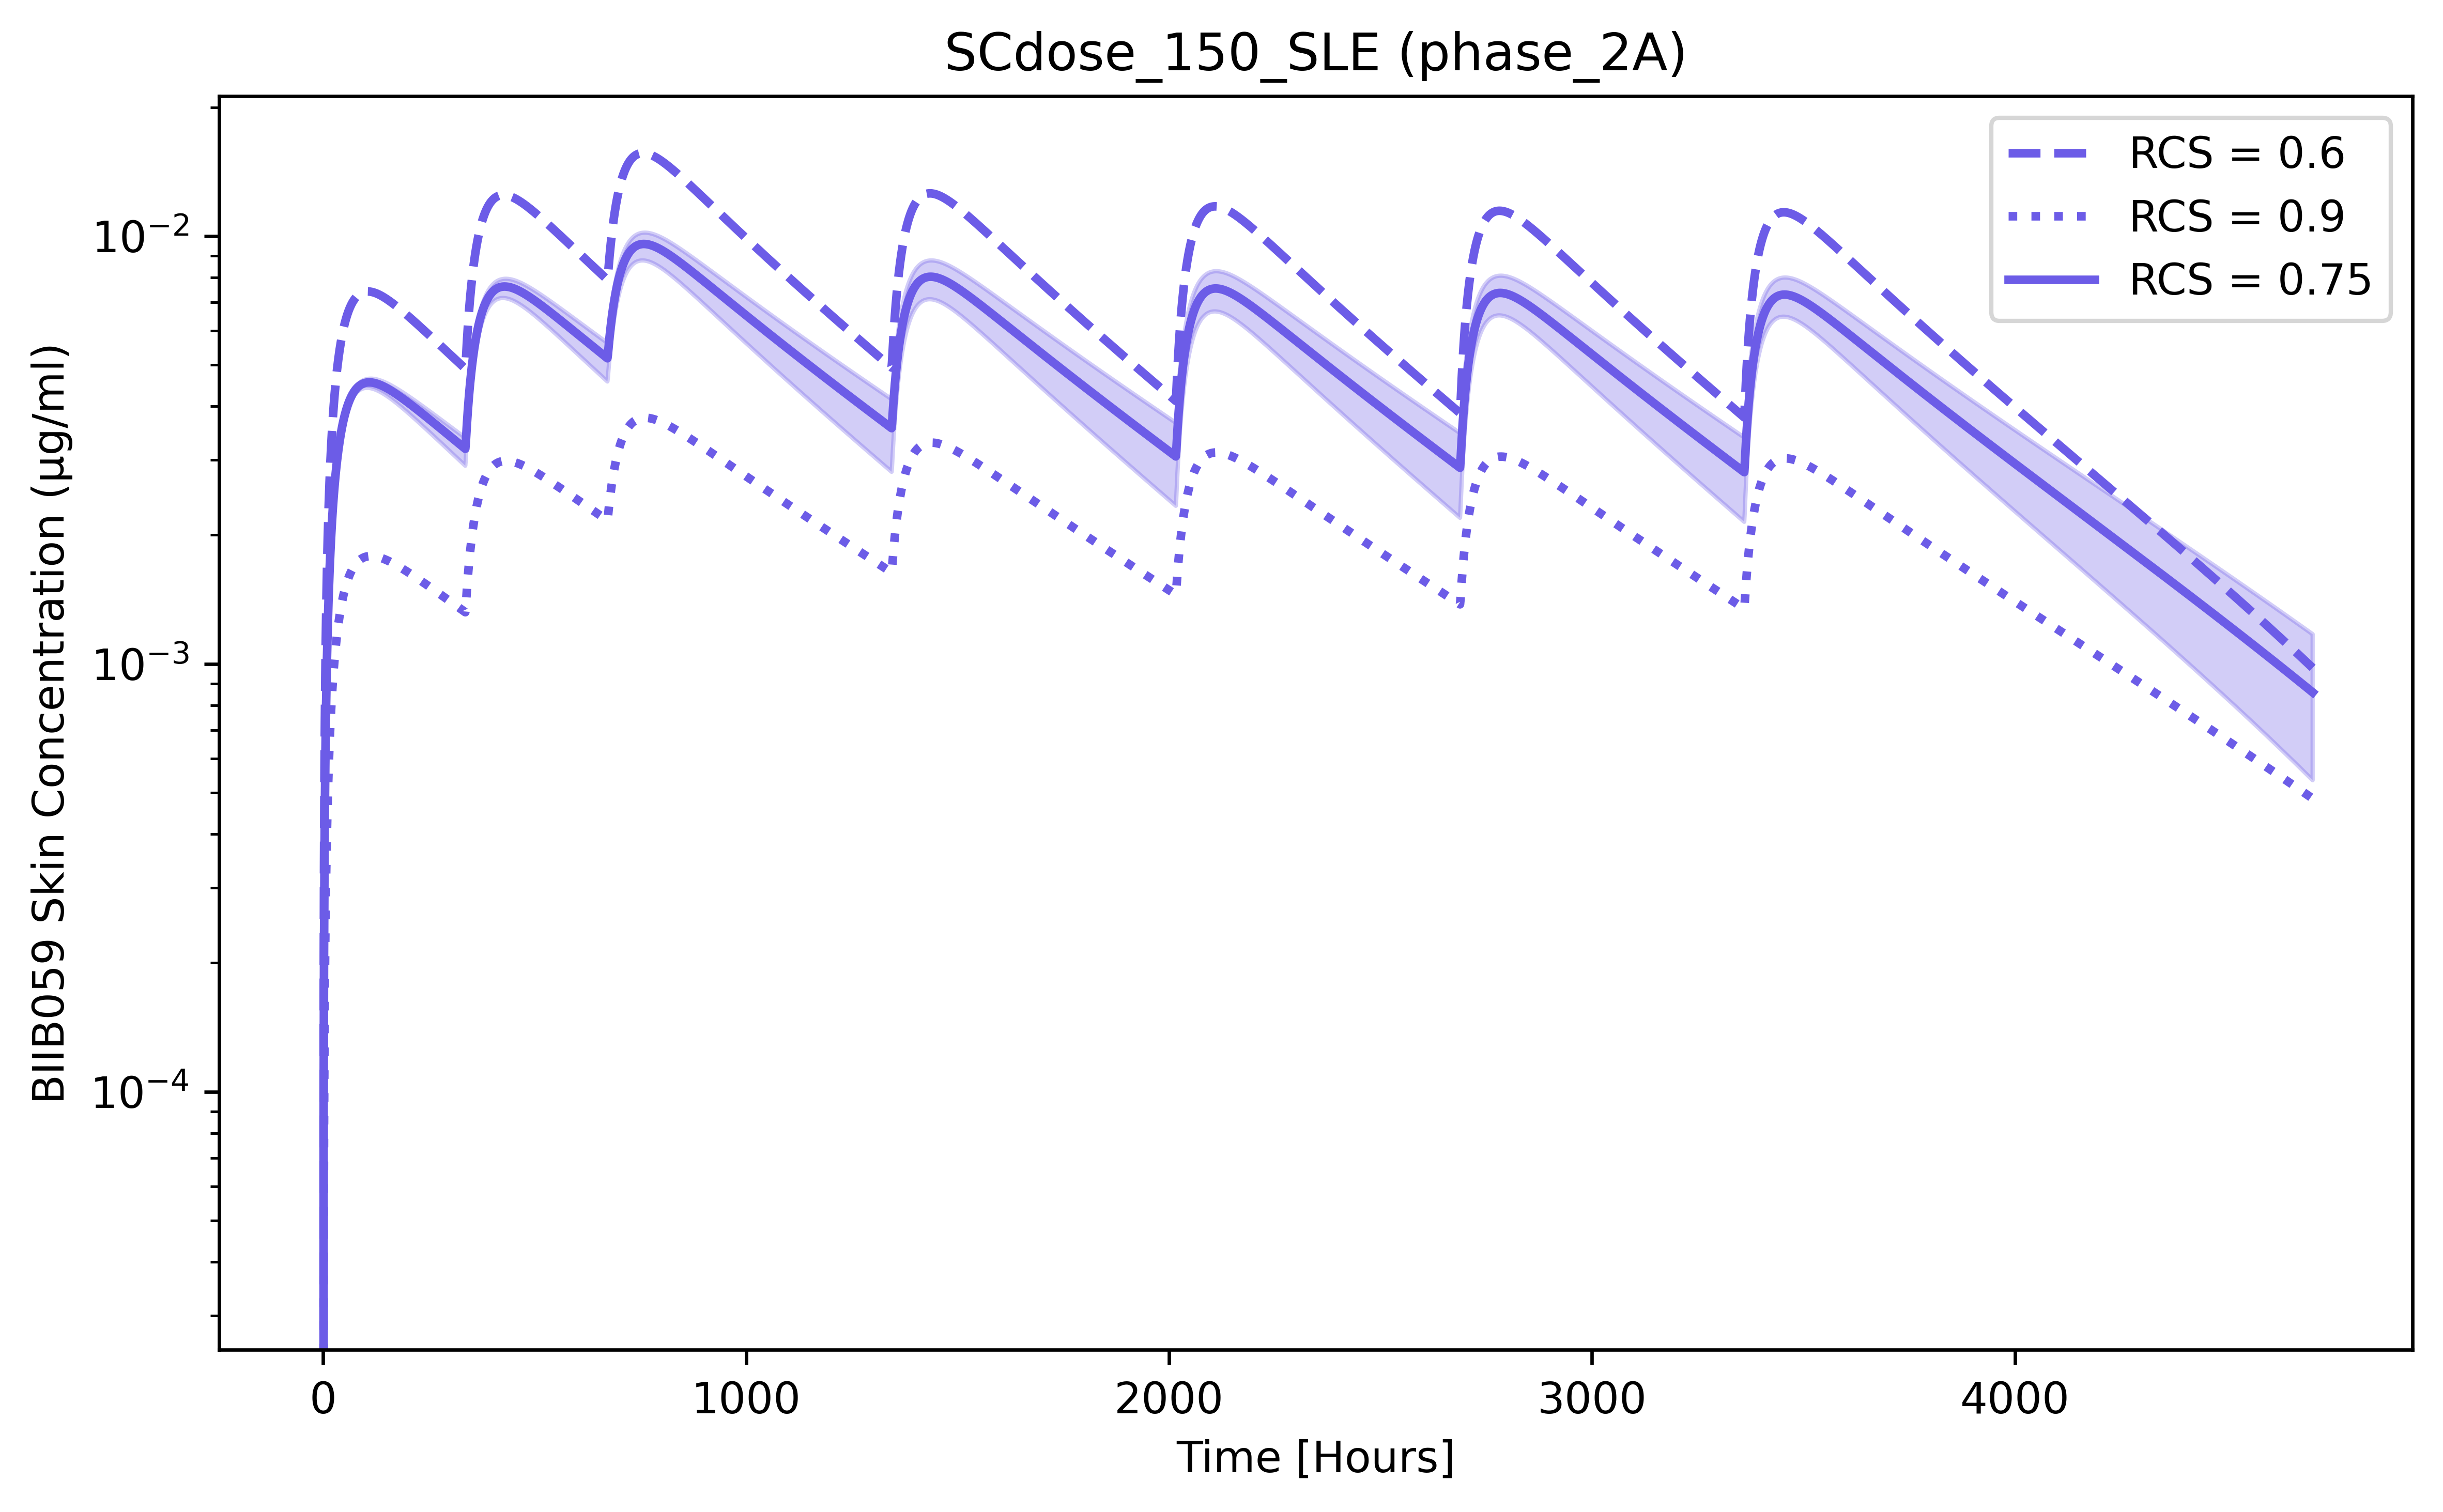 SCdose_150_SLE (phase_2A)
RCS = 0.6
RCS = 0.9
RCS = 0.75
BIIB059 Skin Concentration (µg/ml)
10⁻²
10⁻³
10⁻⁴
0 1000 2000 3000 4000
Time [Hours]